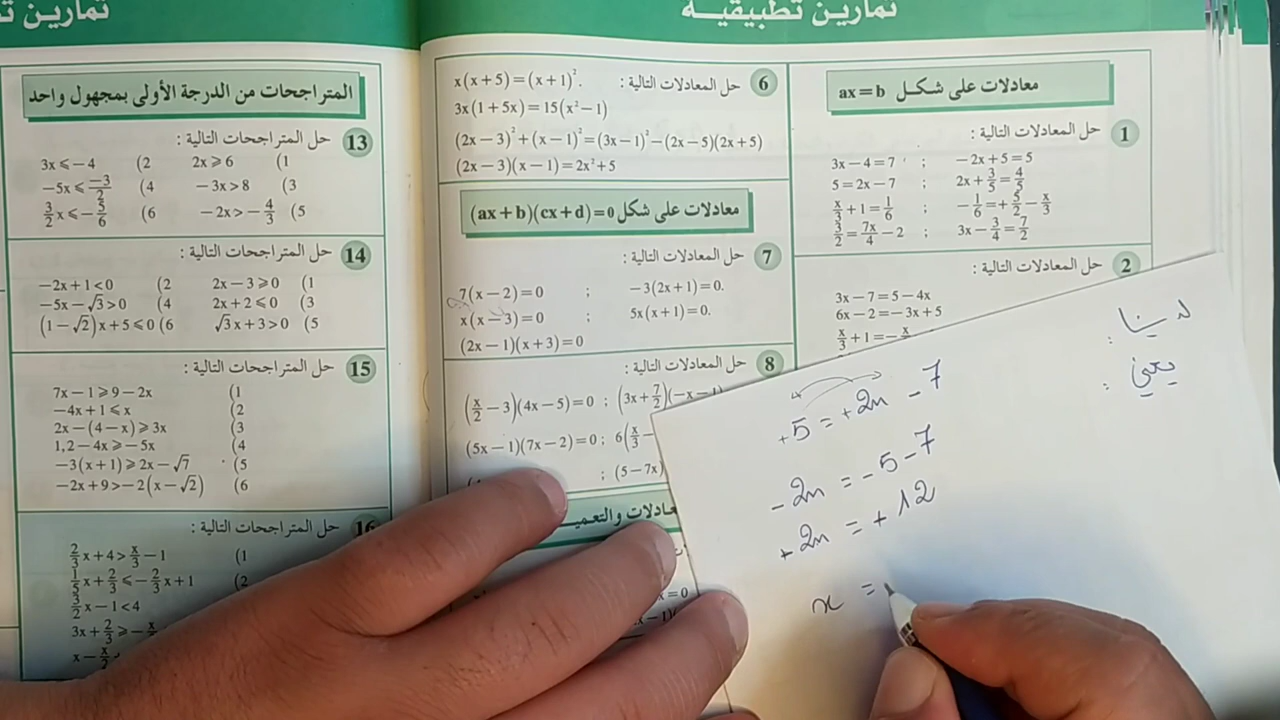 تمارين تطبيقية
معادلات على شكل ax=b
1 حل المعادلات التالية :
3x−4=7 ; −2x+5=5
5=2x−7 ; 2x+3/5=4/5
x/3+1=1/6 ; −1/6=+5/2−x/3
3/2=7x/4−2 ; 3x−3/4=7/2
2 حل المعادلات التالية :
3x−7=5−4x
6x−2=−3x+5
x/3+1=−x
6 حل المعادلات التالية :
x(x+5)=(x+1)².
3x(1+5x)=15(x²−1)
(2x−3)²+(x−1)²=(3x−1)²−(2x−5)(2x+5)
(2x−3)(x−1)=2x²+5
معادلات على شكل (ax+b)(cx+d)=0
7 حل المعادلات التالية :
7(x−2)=0 ; −3(2x+1)=0.
x(x−3)=0 ; 5x(x+1)=0.
(2x−1)(x+3)=0
8 حل المعادلات التالية :
(x/2−3)(4x−5)=0 ; (3x+7/2)(−x−1)
(5x−1)(7x−2)=0 ; 6(x/3−
; (5−7x)
تمارين ت
المتراجحات من الدرجة الأولى بمجهول واحد
13 حل المتراجحات التالية :
1) 2x⩾6 2) 3x⩽−4
3) −3x>8 4) −5x⩽−3/2
5) −2x>−4/3 6) 3/2x⩽−5/6
14 حل المتراجحات التالية :
1) 2x−3⩾0 2) −2x+1<0
3) 2x+2⩽0 4) −5x−√3>0
5) √3x+3>0 6) (1−√2)x+5⩽0
15 حل المتراجحات التالية :
1) 7x−1⩾9−2x
2) −4x+1⩽x
3) 2x−(4−x)⩾3x
4) 1,2−4x⩾−5x
5) −3(x+1)⩾2x−√7
6) −2x+9>−2(x−√2)
16 حل المتراجحات التالية :
1) 2/3x+4>x/3−1
2) 1/5x+2/3⩽−2/3x+1
3/2x−1<4
3x+2/3⩾−x
لدينا :
+5=+2x−7
يعني :
−2x=−5−7
+2x=+12
x=